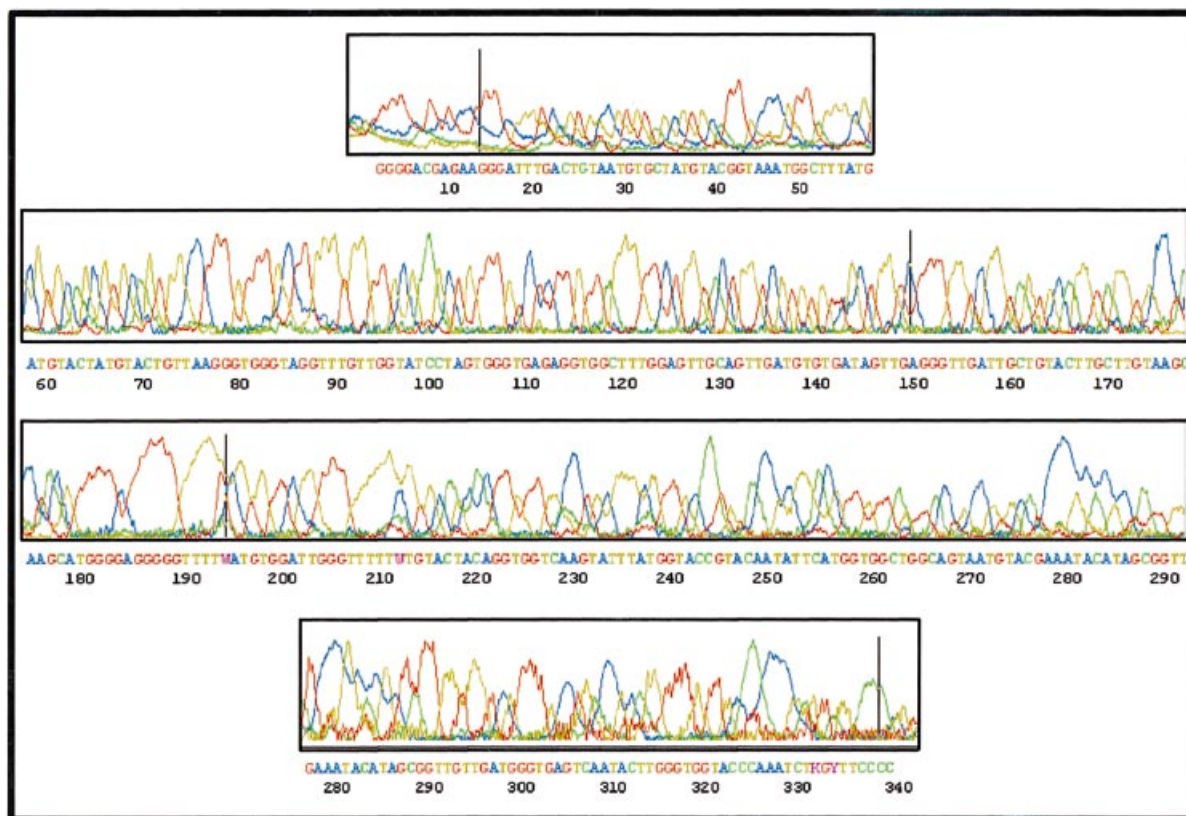 GGGGACGAGAAGGGATTTGACTGTAATGTGCTATGTACGGTAAATGGCTTTATG
10 20 30 40 50
ATGTACTATGTACTGTTAAGGGTGGGTAGGTTTGTTGGTATCCTAGTGGGTGAGAGGTGGCTTTGGAGTTGCAGTTGATGTGTGATAGTTGAGGGTTGATTGCTGTACTTGCTTGTAAGC
60 70 80 90 100 110 120 130 140 150 160 170
AAGCATGGGGAGGGGGTTTTWATGTGGATTGGGTTTTTTWTGTACTACAGGTGGTCAAGTATTTATGGTACCGTACAATATTCATGGTGGCTGGCAGTAATGTACGAAATACATAGCGGTT
180 190 200 210 220 230 240 250 260 270 280 290
GAAATACATAGCGGTTGTTGATGGGTGAGTCAATACTTGGGTGGTACCCAAATCTKGYTTCCCC
280 290 300 310 320 330 340